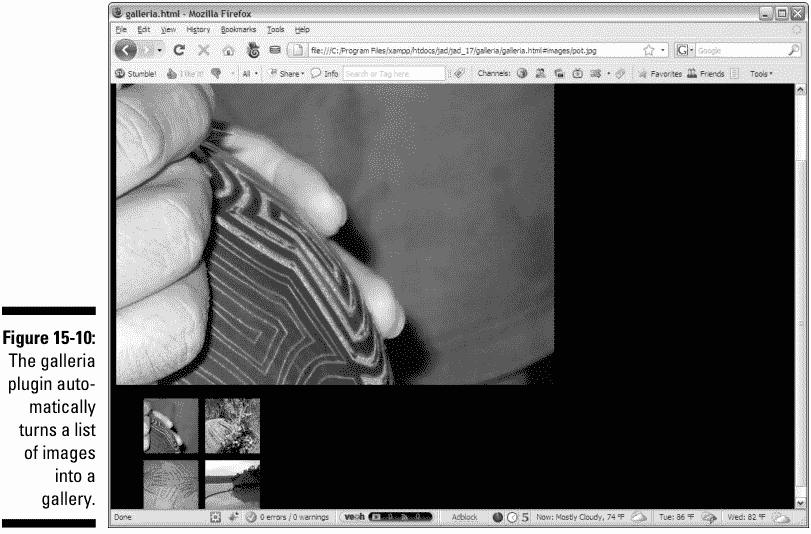 galleria.html - Mozilla Firefox
File Edit View History Bookmarks Tools Help
file:///C:/Program Files/xampp/htdocs/jad/jad_17/galleria/galleria.html#images/pot.jpg
G Google
Stumble! I like it! All Share Info Search or Tag here Channels: Favorites Friends Tools
Figure 15-10:
The galleria
plugin auto-
matically
turns a list
of images
into a
gallery.
Done 0 errors / 0 warnings veoh Adblock 5 Now: Mostly Cloudy, 74 °F Tue: 86 °F Wed: 82 °F